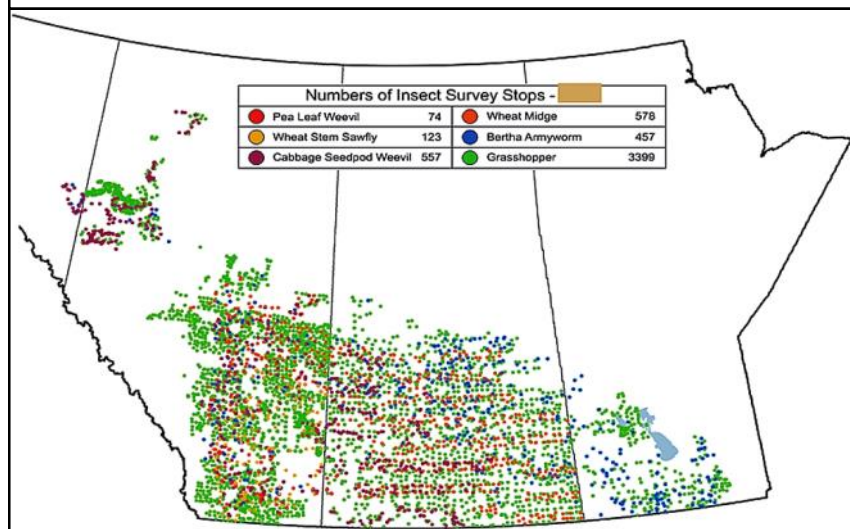 Numbers of Insect Survey Stops -
Pea Leaf Weevil 74 Wheat Midge 578
Wheat Stem Sawfly 123 Bertha Armyworm 457
Cabbage Seedpod Weevil 557 Grasshopper 3399